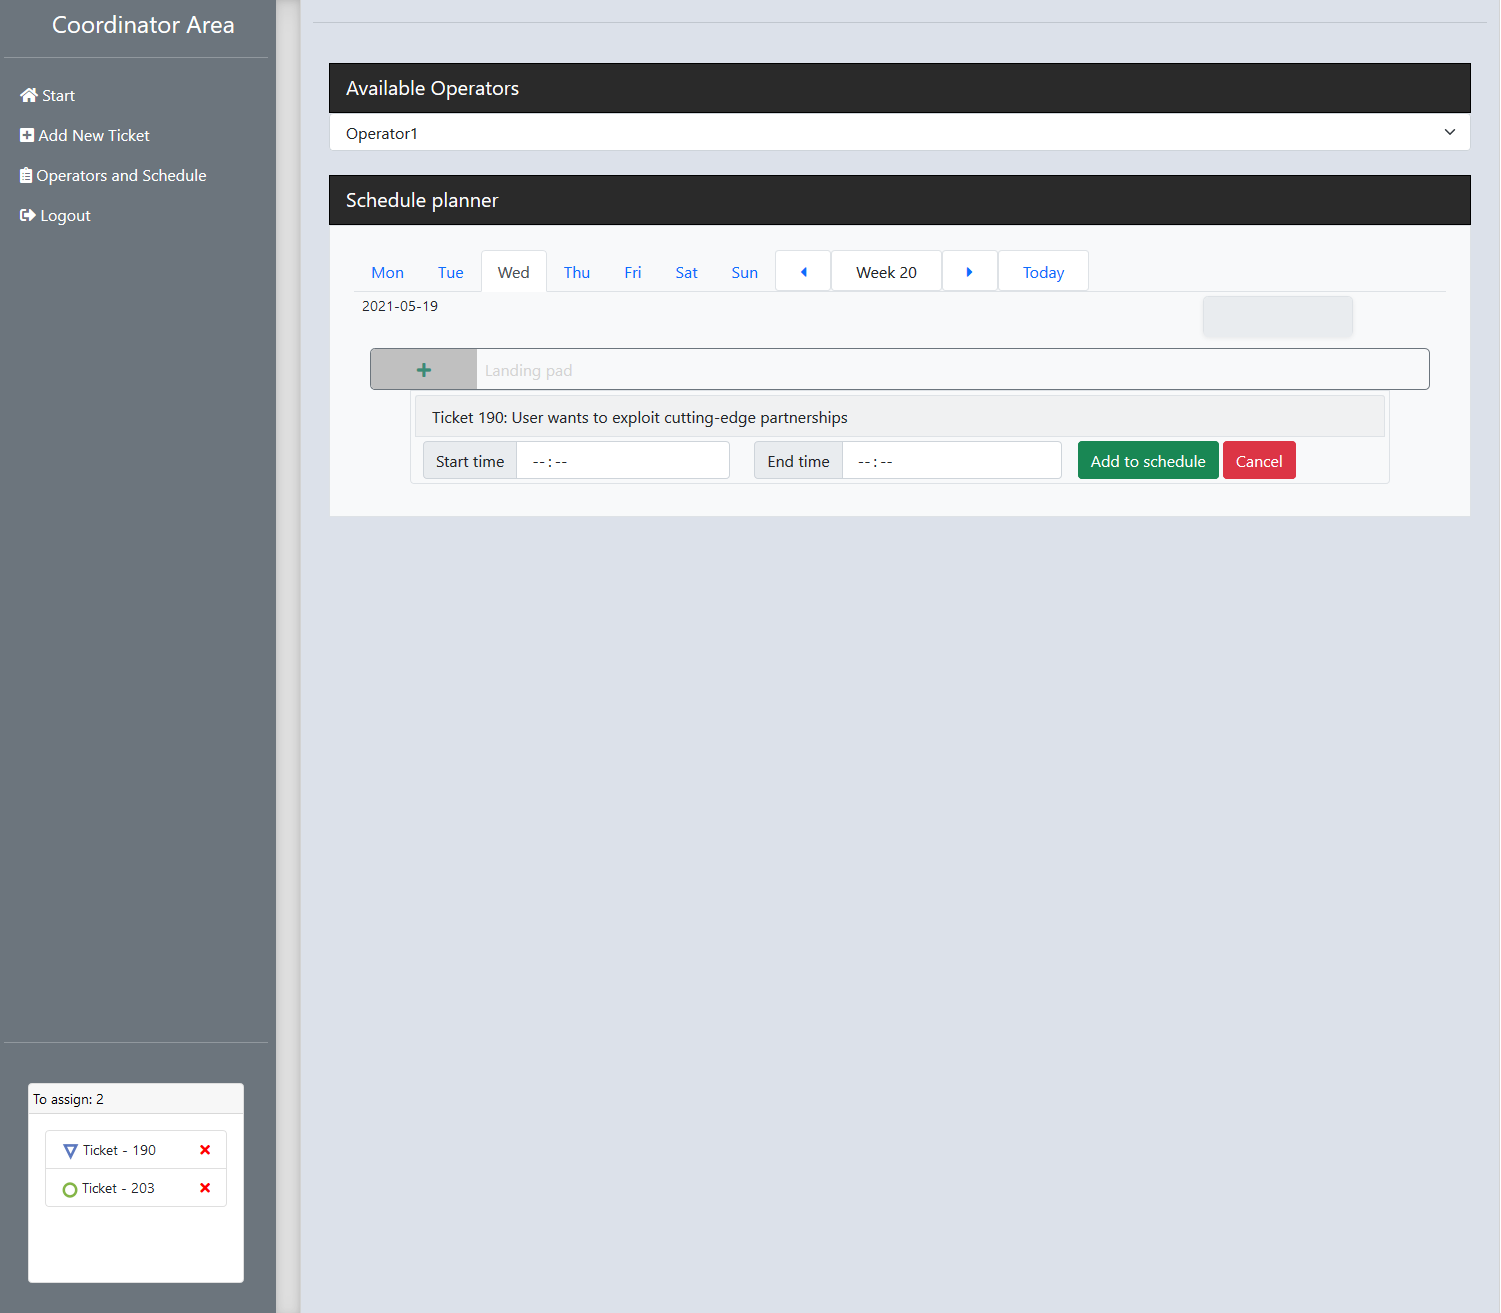 Coordinator Area
Start
Add New Ticket
Operators and Schedule
Logout
To assign: 2
Ticket - 190
Ticket - 203
Available Operators
Operator1
Schedule planner
Mon Tue Wed Thu Fri Sat Sun Week 20 Today
2021-05-19
Landing pad
Ticket 190: User wants to exploit cutting-edge partnerships
Start time --:-- End time --:-- Add to schedule Cancel